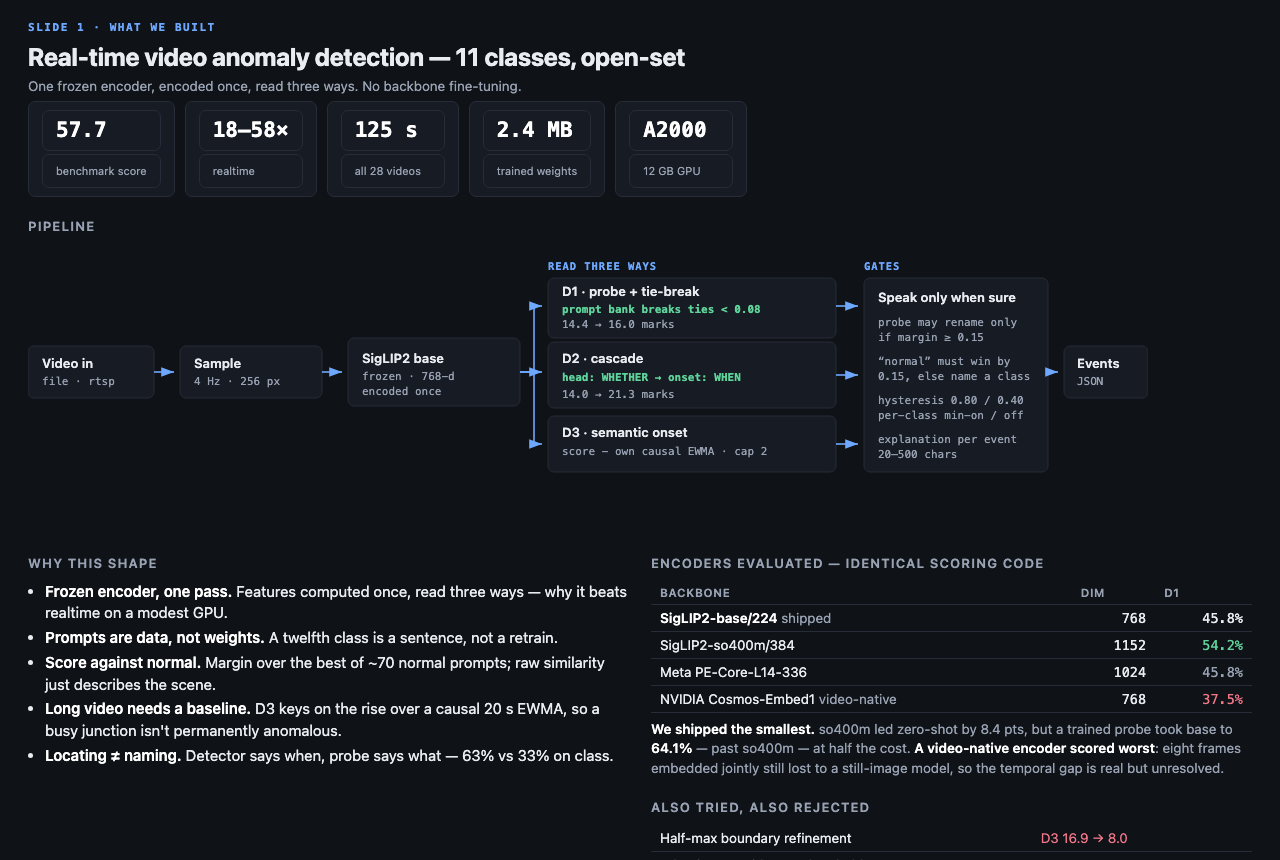 SLIDE 1 · WHAT WE BUILT
Real-time video anomaly detection — 11 classes, open-set
One frozen encoder, encoded once, read three ways. No backbone fine-tuning.
57.7
benchmark score
18–58×
realtime
125 s
all 28 videos
2.4 MB
trained weights
A2000
12 GB GPU
PIPELINE
Video in
file · rtsp
Sample
4 Hz · 256 px
SigLIP2 base
frozen · 768-d
encoded once
READ THREE WAYS
D1 · probe + tie-break
prompt bank breaks ties < 0.08
14.4 → 16.0 marks
D2 · cascade
head: WHETHER → onset: WHEN
14.0 → 21.3 marks
D3 · semantic onset
score − own causal EWMA · cap 2
GATES
Speak only when sure
probe may rename only
if margin ≥ 0.15
“normal” must win by
0.15, else name a class
hysteresis 0.80 / 0.40
per-class min-on / off
explanation per event
20–500 chars
Events
JSON
WHY THIS SHAPE
• Frozen encoder, one pass. Features computed once, read three ways — why it beats
realtime on a modest GPU.
• Prompts are data, not weights. A twelfth class is a sentence, not a retrain.
• Score against normal. Margin over the best of ~70 normal prompts; raw similarity
just describes the scene.
• Long video needs a baseline. D3 keys on the rise over a causal 20 s EWMA, so a
busy junction isn't permanently anomalous.
• Locating ≠ naming. Detector says when, probe says what — 63% vs 33% on class.
ENCODERS EVALUATED — IDENTICAL SCORING CODE
BACKBONE DIM D1
SigLIP2-base/224 shipped 768 45.8%
SigLIP2-so400m/384 1152 54.2%
Meta PE-Core-L14-336 1024 45.8%
NVIDIA Cosmos-Embed1 video-native 768 37.5%
We shipped the smallest. so400m led zero-shot by 8.4 pts, but a trained probe took base to
64.1% — past so400m — at half the cost. A video-native encoder scored worst: eight frames
embedded jointly still lost to a still-image model, so the temporal gap is real but unresolved.
ALSO TRIED, ALSO REJECTED
Half-max boundary refinement D3 16.9 → 8.0